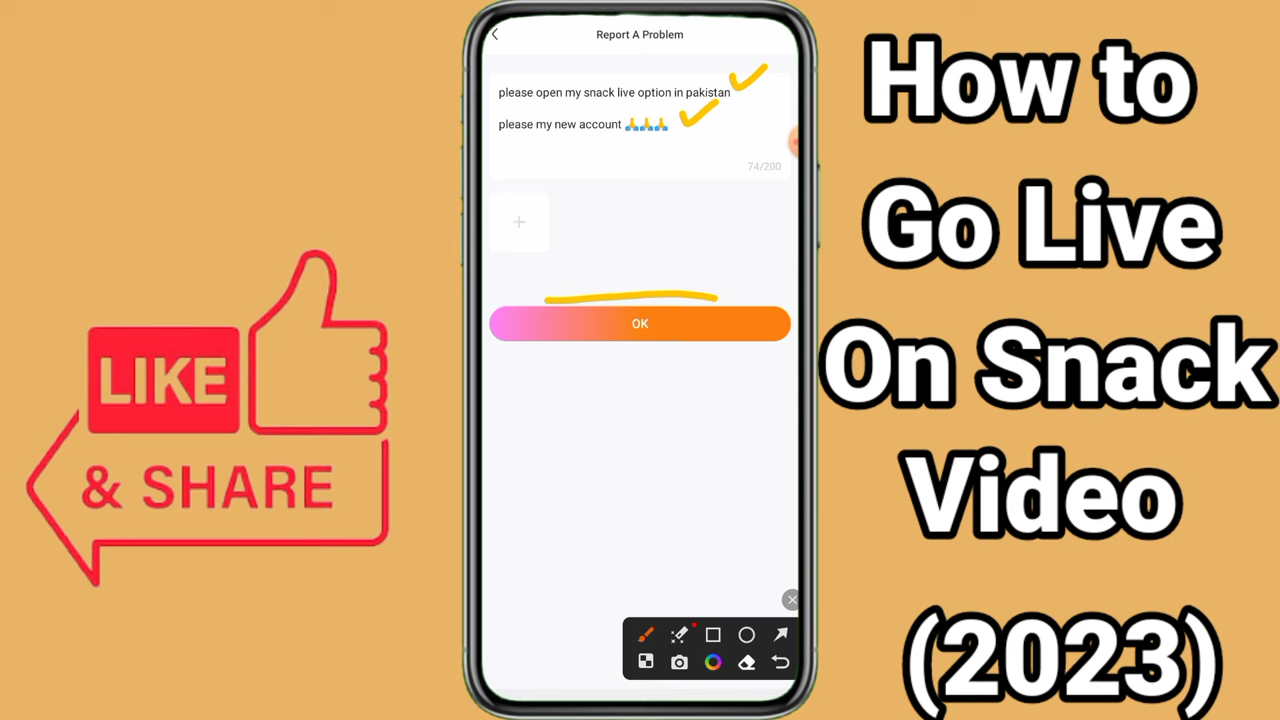 Report A Problem
please open my snack live option in pakistan
please my new account 🙏🙏🙏
74/200
OK
LIKE
& SHARE
How to
Go Live
On Snack
Video
(2023)